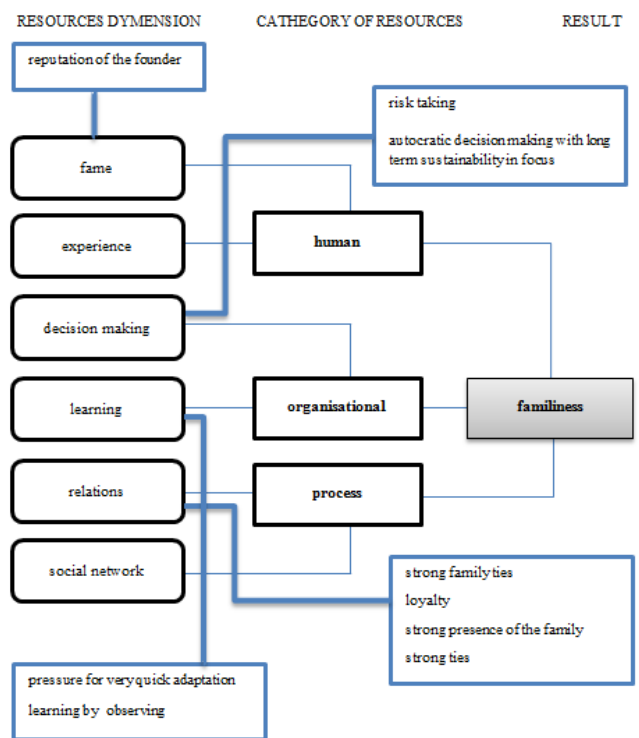 RESOURCES DYMENSION CATHEGORY OF RESOURCES RESULT
reputation of the founder
risk taking
autocratic decision making with long
term sustainability in focus
fame
experience
human
decision making
learning
organisational
familiness
relations
process
social network
strong family ties
loyalty
strong presence of the family
strong ties
pressure for very quick adaptation
learning by observing